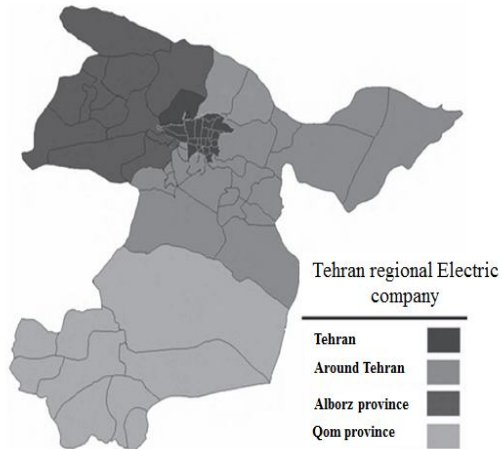 Tehran regional Electric
company
Tehran
Around Tehran
Alborz province
Qom province